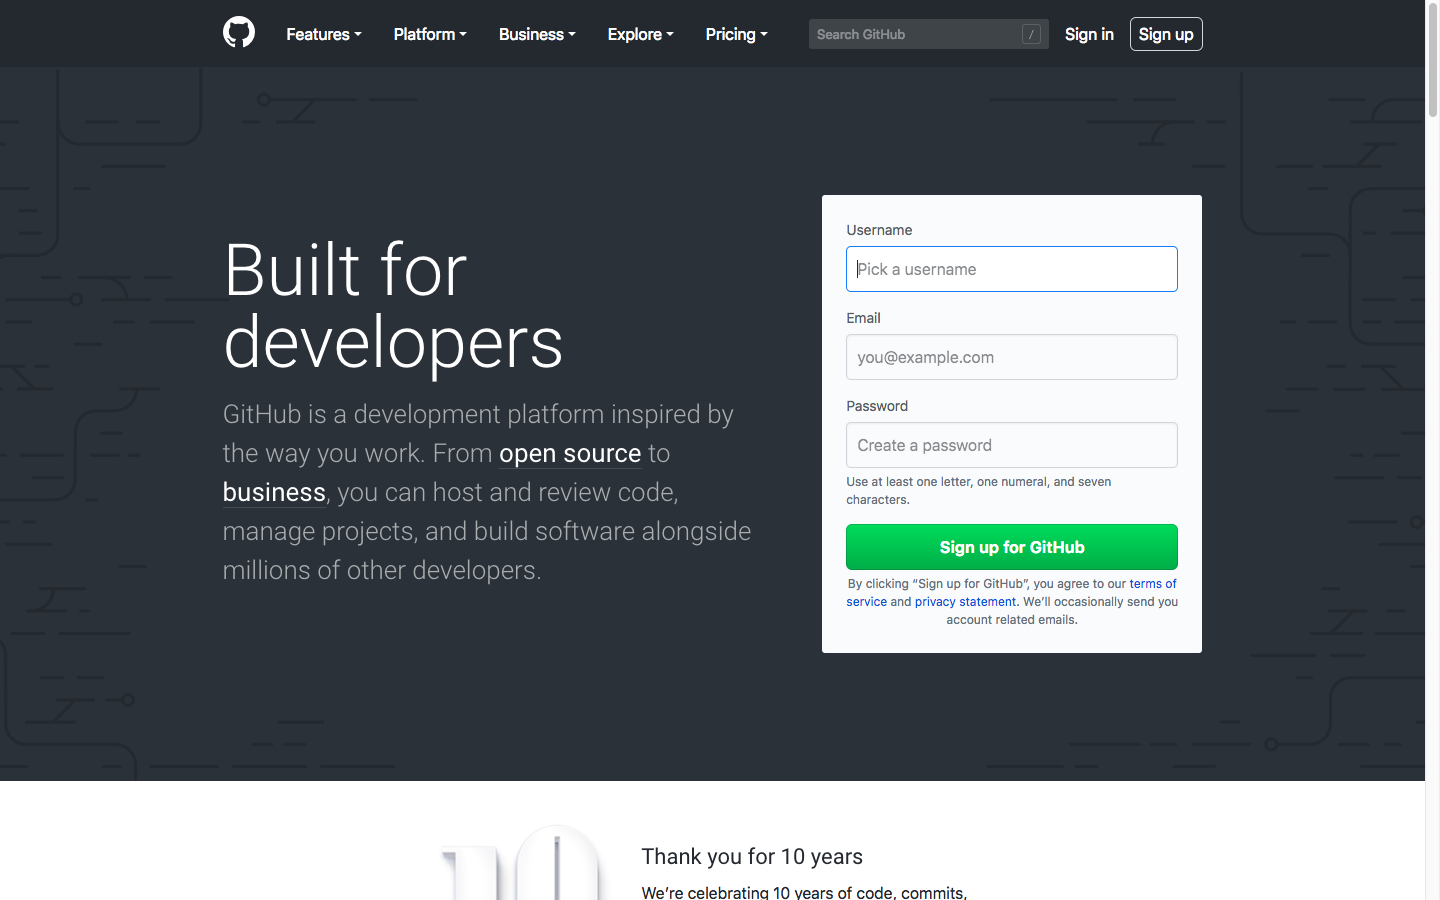 Features Platform Business Explore Pricing Search GitHub / Sign in Sign up
Built for
developers
GitHub is a development platform inspired by
the way you work. From open source to
business, you can host and review code,
manage projects, and build software alongside
millions of other developers.
Username
Pick a username
Email
you@example.com
Password
Create a password
Use at least one letter, one numeral, and seven
characters.
Sign up for GitHub
By clicking “Sign up for GitHub”, you agree to our terms of
service and privacy statement. We’ll occasionally send you
account related emails.
10
Thank you for 10 years
We’re celebrating 10 years of code, commits,